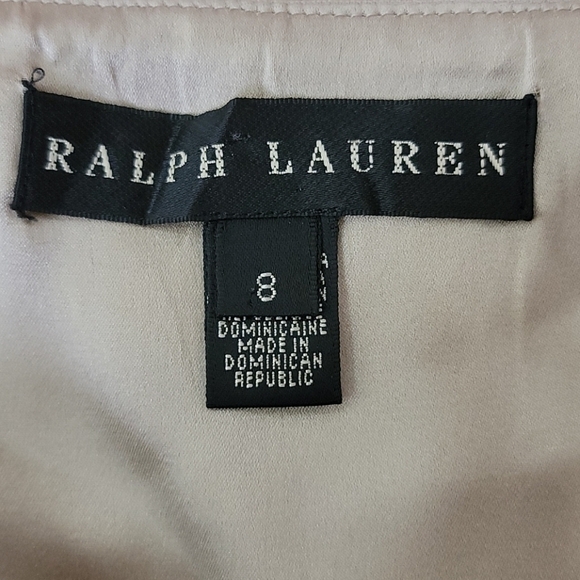 RALPH LAUREN
8
DOMINICAINE
MADE IN
DOMINICAN
REPUBLIC